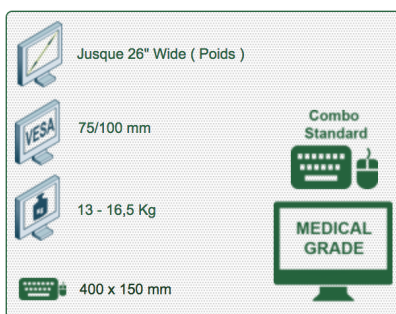 Jusque 26" Wide ( Poids )
VESA
75/100 mm
KG
13 - 16,5 Kg
400 x 150 mm
Combo
Standard
MEDICAL
GRADE